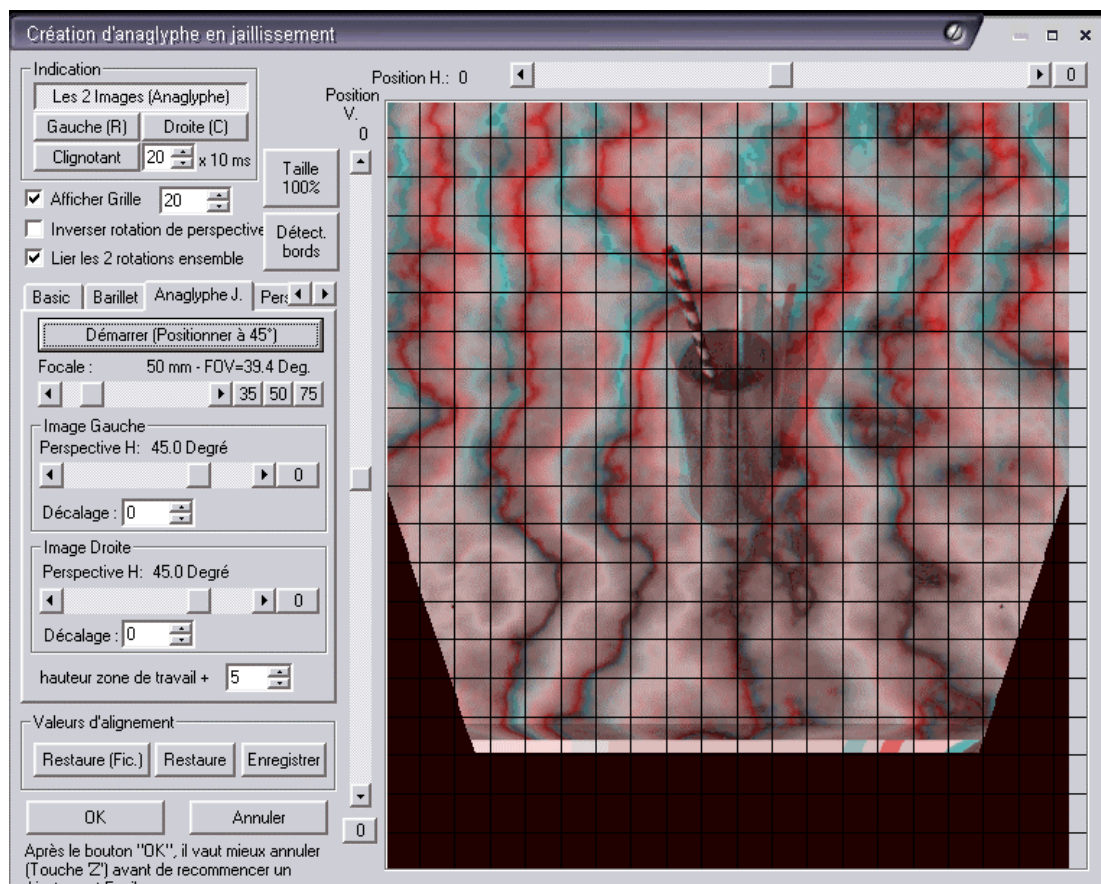 Création d'anaglyphe en jaillissement
Indication
Les 2 Images (Anaglyphe)
Gauche (R) Droite (C)
Clignotant 20 x 10 ms
Position H.: 0 0
Position
V.
0
Taille
100%
Afficher Grille 20
Inverser rotation de perspective
Détect.
bords
Lier les 2 rotations ensemble
Basic Barillet Anaglyphe J. Pers
Démarrer (Positionner à 45°)
Focale : 50 mm - FOV=39.4 Deg.
35 50 75
Image Gauche
Perspective H: 45.0 Degré
0
Décalage : 0
Image Droite
Perspective H: 45.0 Degré
0
Décalage : 0
hauteur zone de travail + 5
Valeurs d'alignement
Restaure (Fic.) Restaure Enregistrer
OK Annuler
0
Après le bouton "OK", il vaut mieux annuler
(Touche 'Z') avant de recommencer un